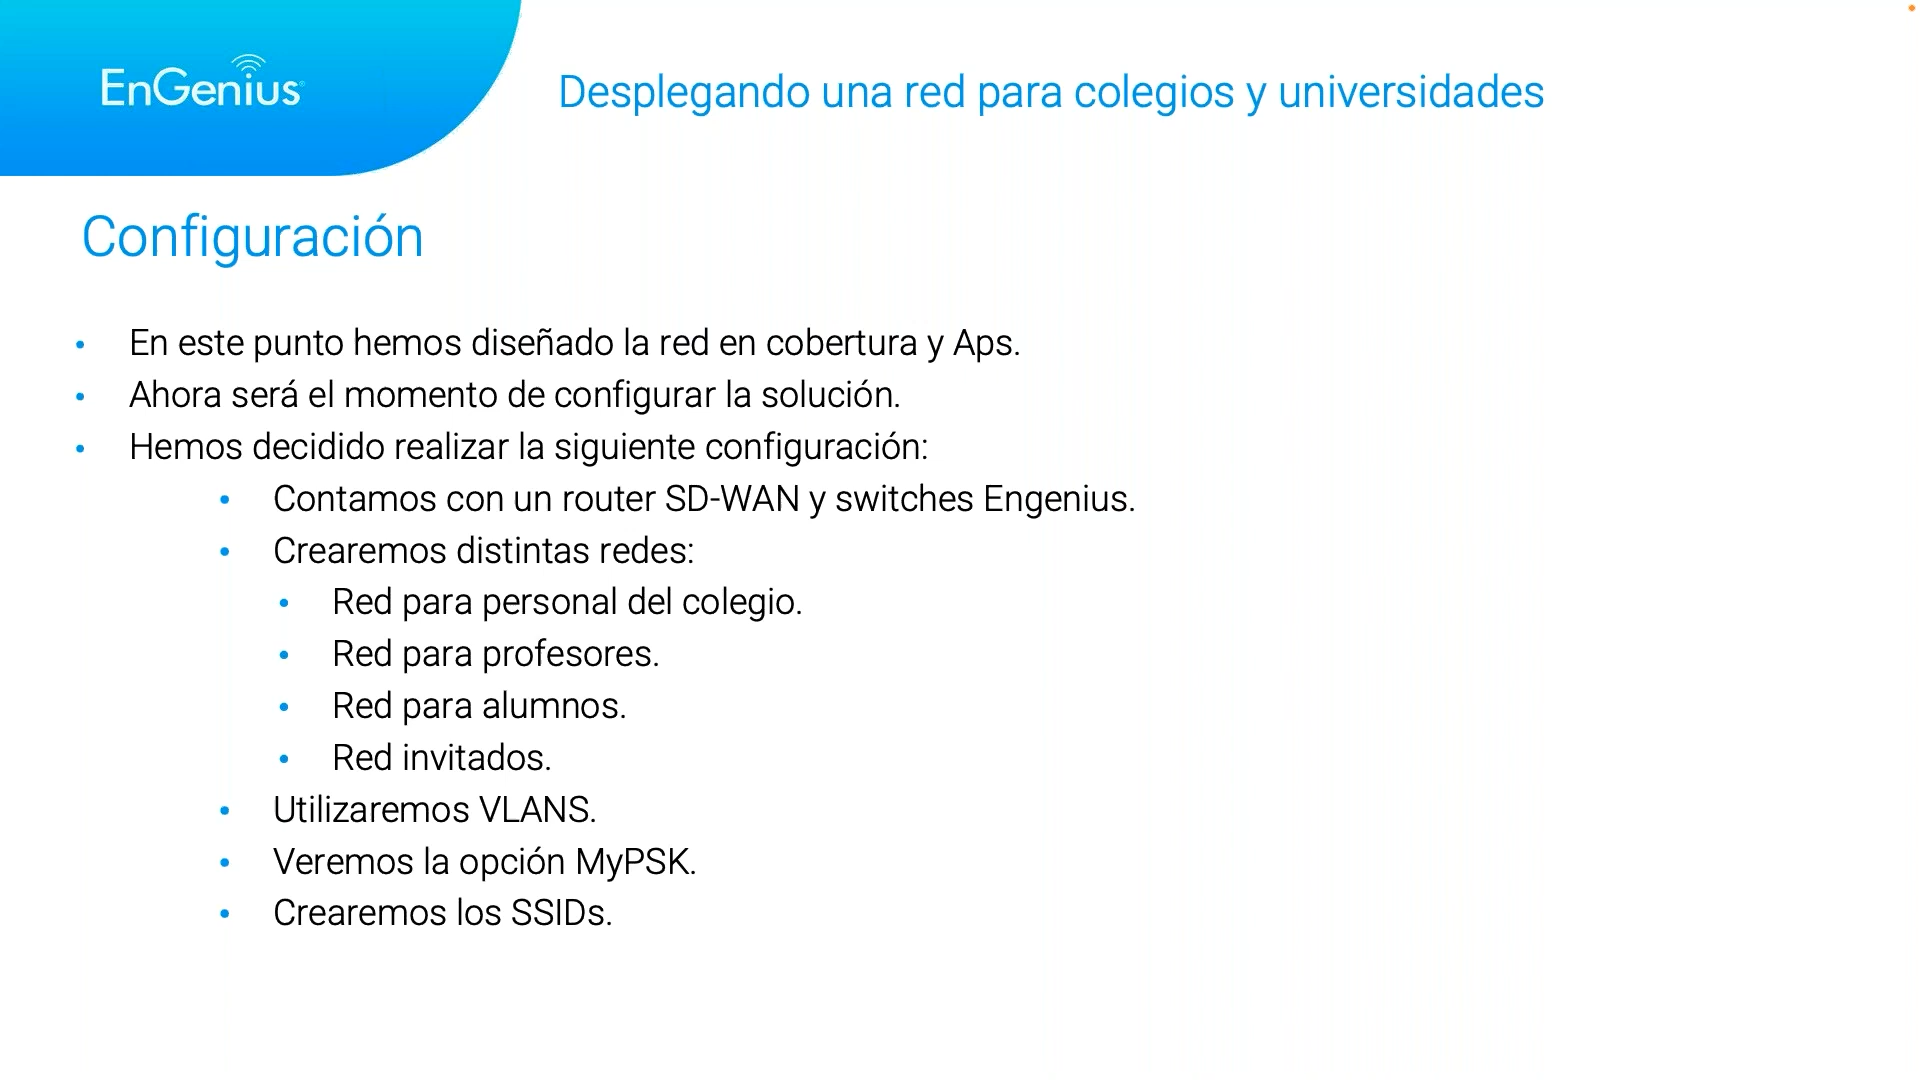 EnGenius
Desplegando una red para colegios y universidades
Configuración
• En este punto hemos diseñado la red en cobertura y Aps.
• Ahora será el momento de configurar la solución.
• Hemos decidido realizar la siguiente configuración:
• Contamos con un router SD-WAN y switches Engenius.
• Crearemos distintas redes:
• Red para personal del colegio.
• Red para profesores.
• Red para alumnos.
• Red invitados.
• Utilizaremos VLANS.
• Veremos la opción MyPSK.
• Crearemos los SSIDs.